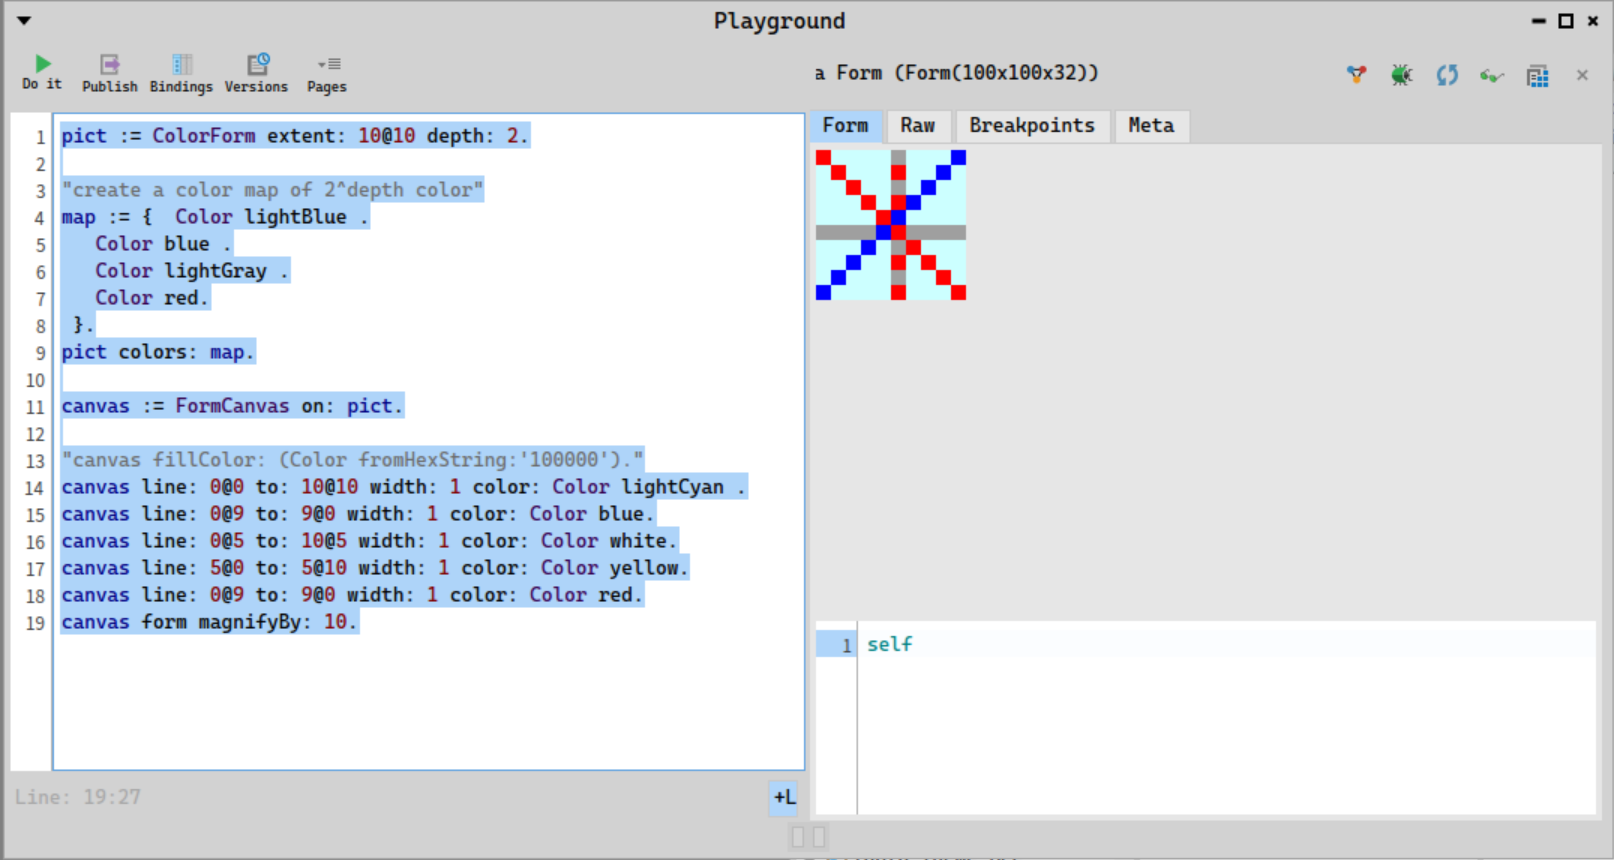 Playground
Do it Publish Bindings Versions Pages
a Form (Form(100x100x32))
Form Raw Breakpoints Meta
1 pict := ColorForm extent: 10@10 depth: 2.
2
3 "create a color map of 2^depth color"
4 map := {  Color lightBlue .
5    Color blue .
6    Color lightGray .
7    Color red.
8  }.
9 pict colors: map.
10
11 canvas := FormCanvas on: pict.
12
13 "canvas fillColor: (Color fromHexString:'100000')."
14 canvas line: 0@0 to: 10@10 width: 1 color: Color lightCyan .
15 canvas line: 0@9 to: 9@0 width: 1 color: Color blue.
16 canvas line: 0@5 to: 10@5 width: 1 color: Color white.
17 canvas line: 5@0 to: 5@10 width: 1 color: Color yellow.
18 canvas line: 0@9 to: 9@0 width: 1 color: Color red.
19 canvas form magnifyBy: 10.
1 self
Line: 19:27
+L